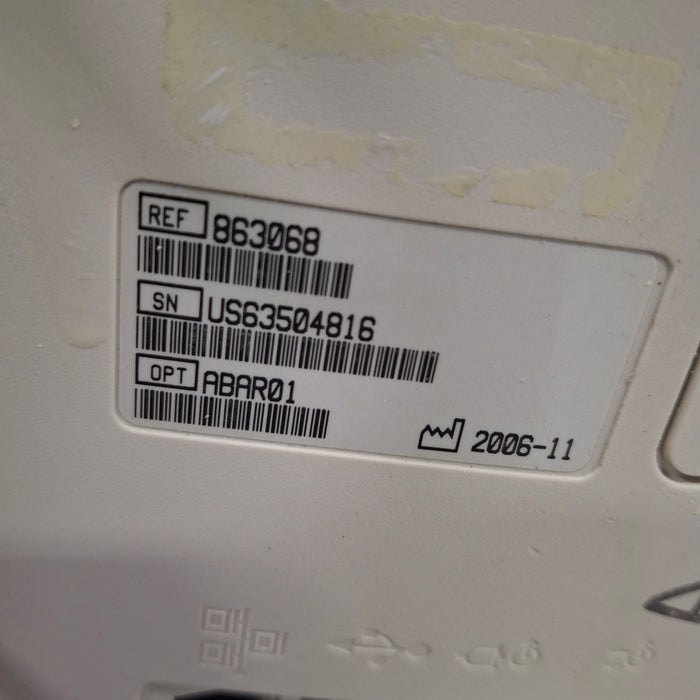 REF 863068
SN US63504816
OPT ABAR01
2006-11